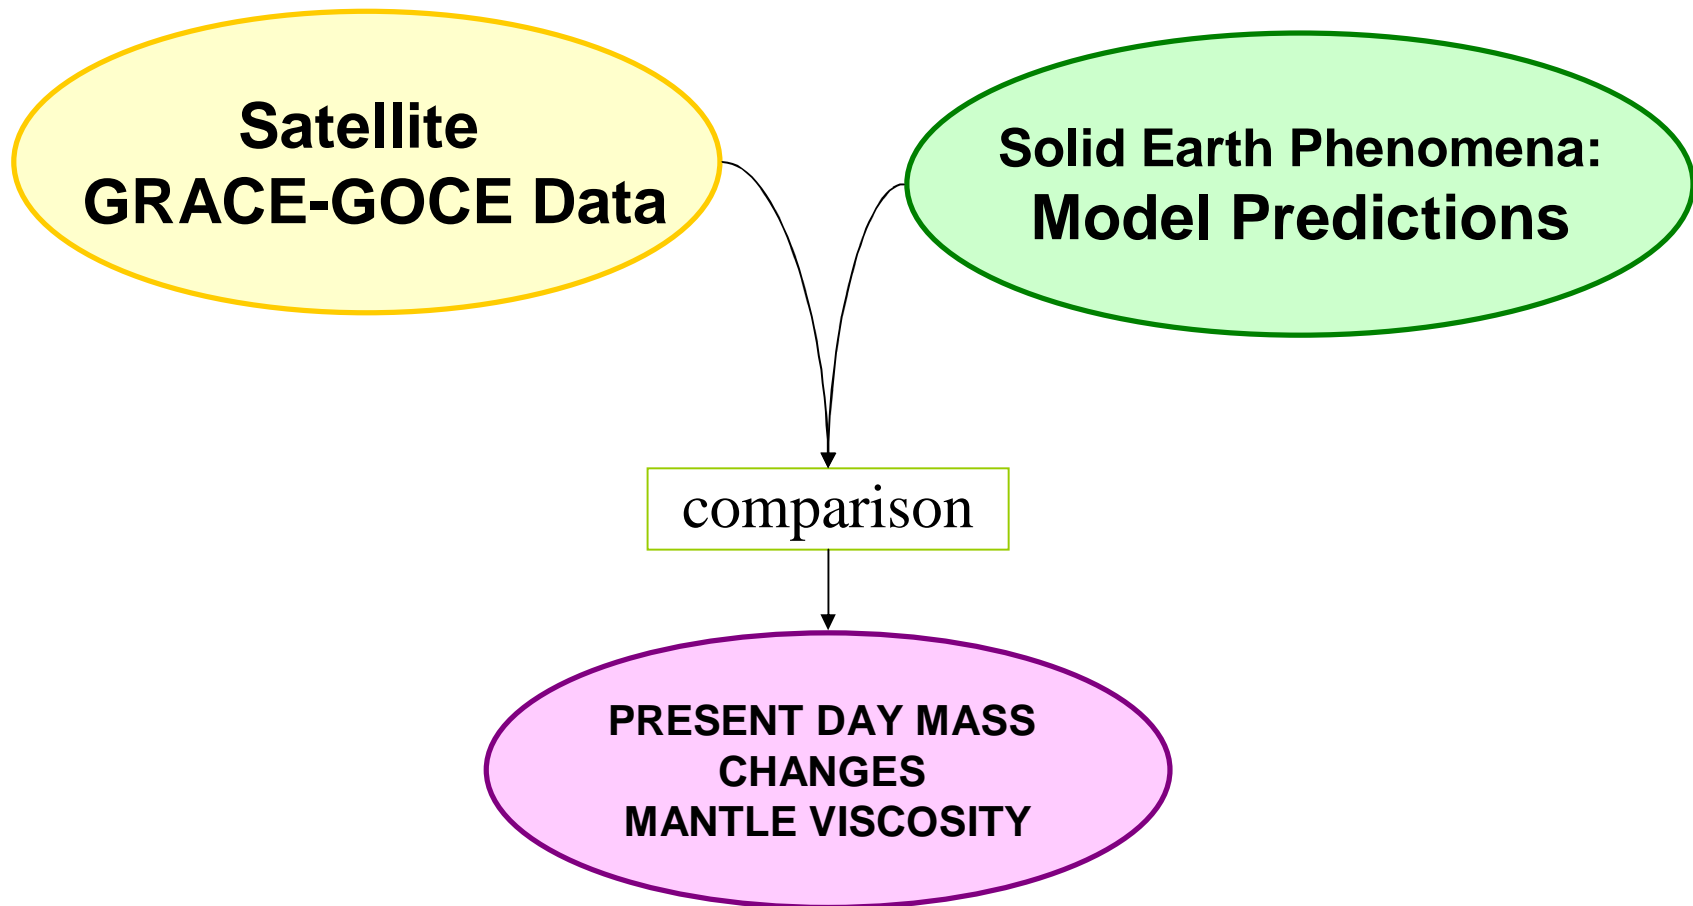 Satellite
GRACE-GOCE Data
Solid Earth Phenomena:
Model Predictions
comparison
PRESENT DAY MASS
CHANGES
MANTLE VISCOSITY